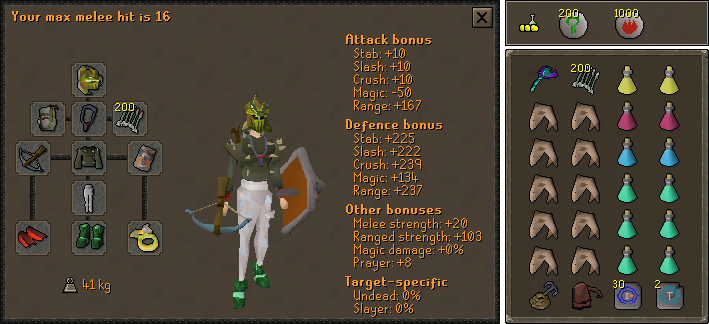 Your max melee hit is 16
Attack bonus
Stab: +10
Slash: +10
Crush: +10
Magic: -50
Range: +167
Defence bonus
Stab: +225
Slash: +222
Crush: +239
Magic: +134
Range: +237
Other bonuses
Melee strength: +20
Ranged strength: +103
Magic damage: +0%
Prayer: +8
Target-specific
Undead: 0%
Slayer: 0%
200
41 kg
200
1000
200
30
2